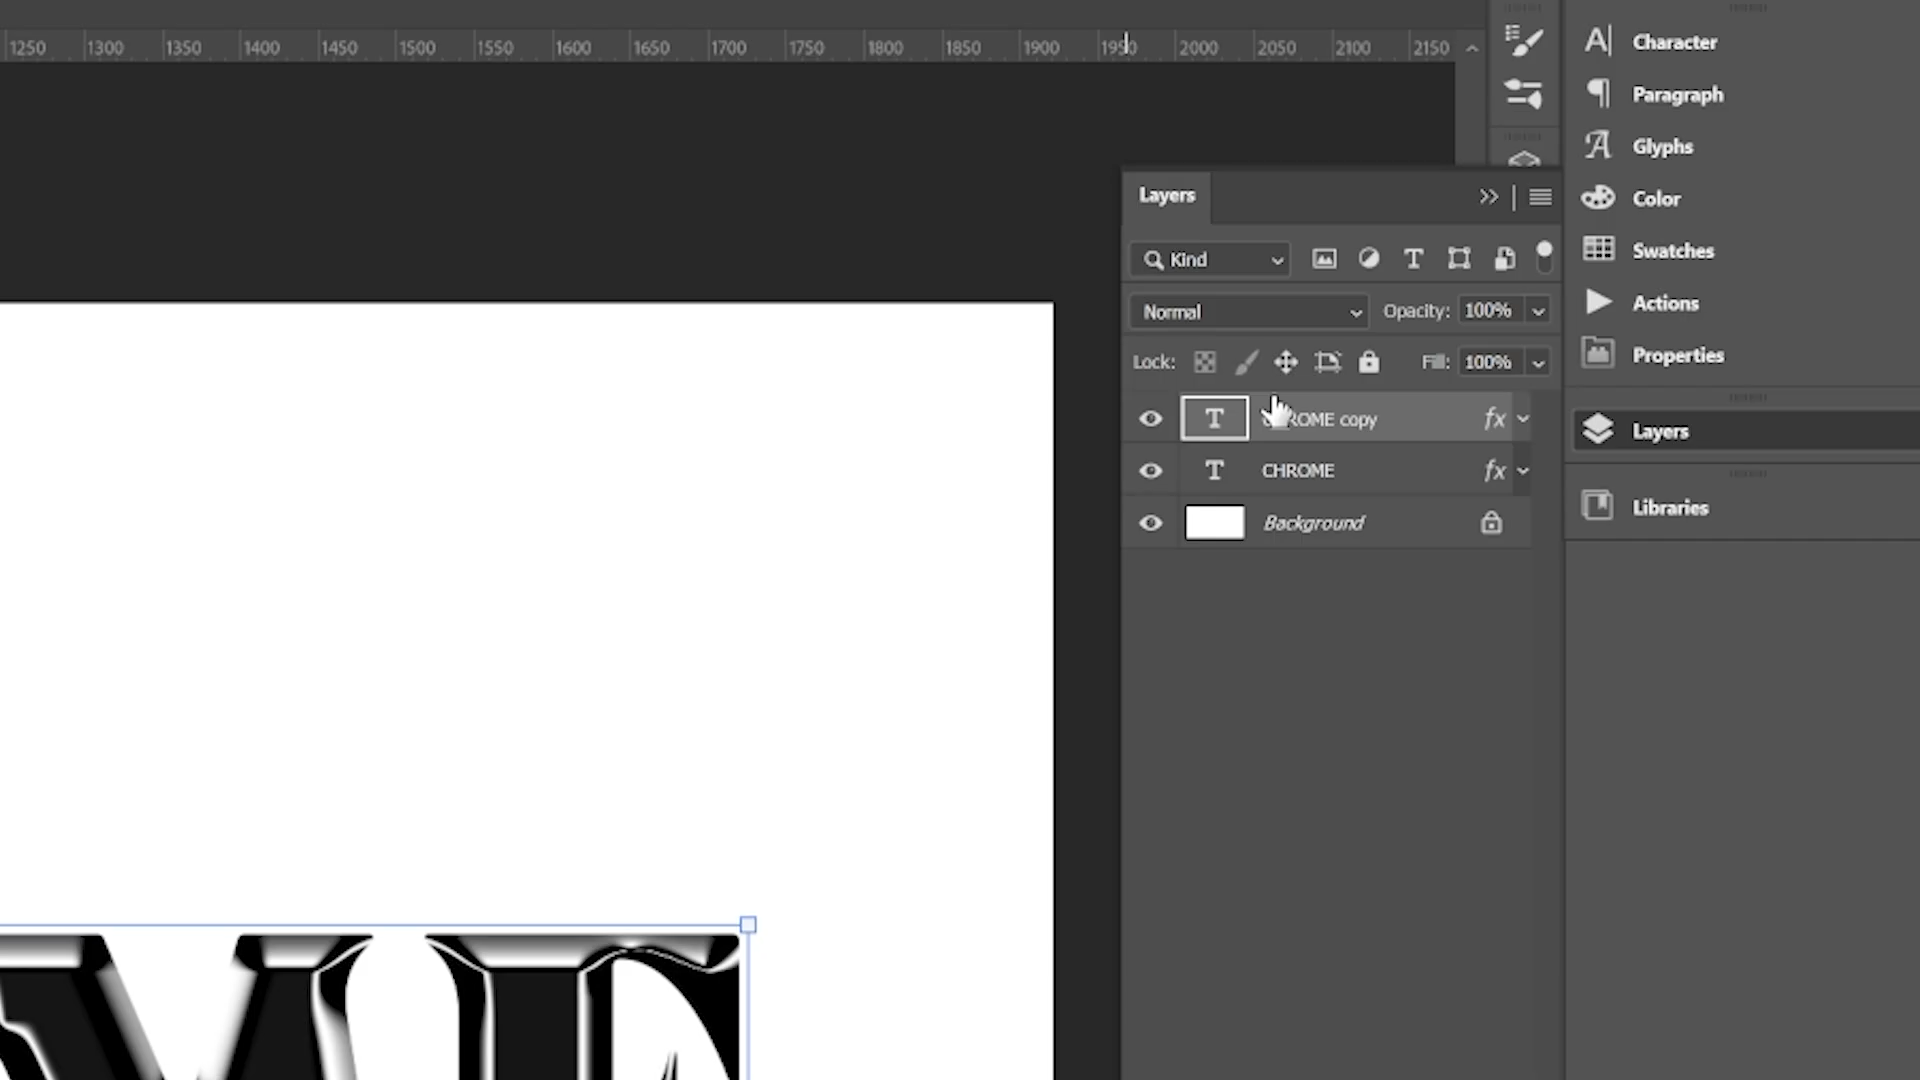 1250 1300 1350 1400 1450 1500 1550 1600 1650 1700 1750 1800 1850 1900 1950 2000 2050 2100 2150
Character
Paragraph
Glyphs
Color
Swatches
Actions
Properties
Layers
Libraries
Layers
Kind
Normal Opacity: 100%
Lock: Fill: 100%
CHROME copy fx
CHROME fx
Background
ME